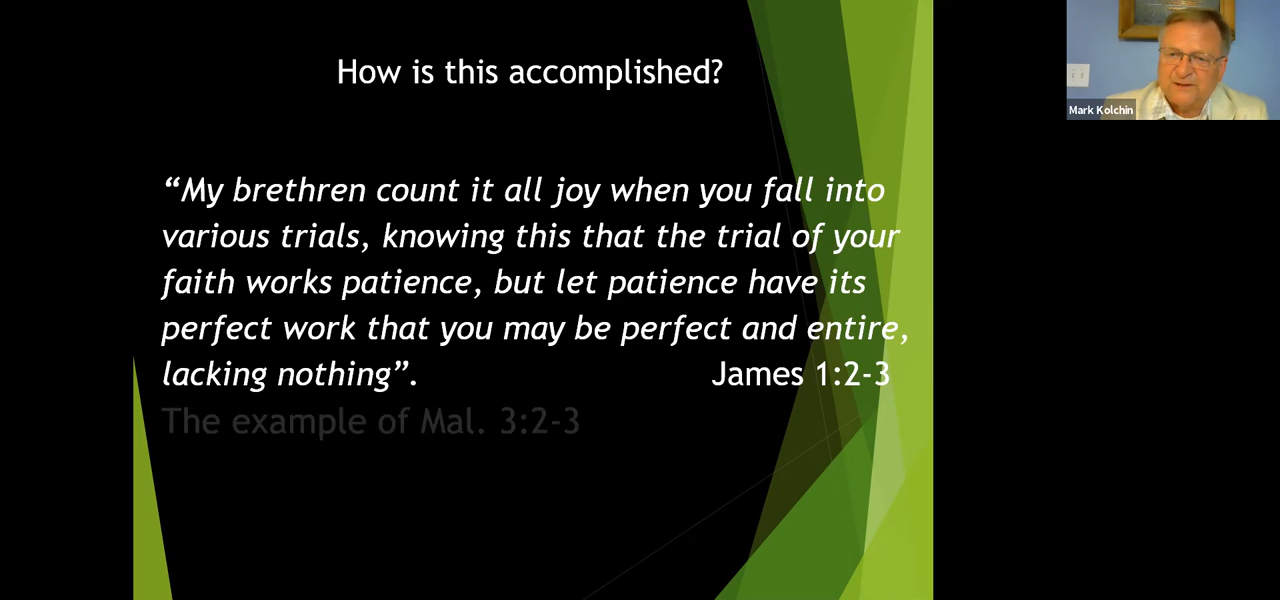 How is this accomplished?
“My brethren count it all joy when you fall into
various trials, knowing this that the trial of your
faith works patience, but let patience have its
perfect work that you may be perfect and entire,
lacking nothing”. James 1:2-3
The example of Mal. 3:2-3
Mark Kolchin